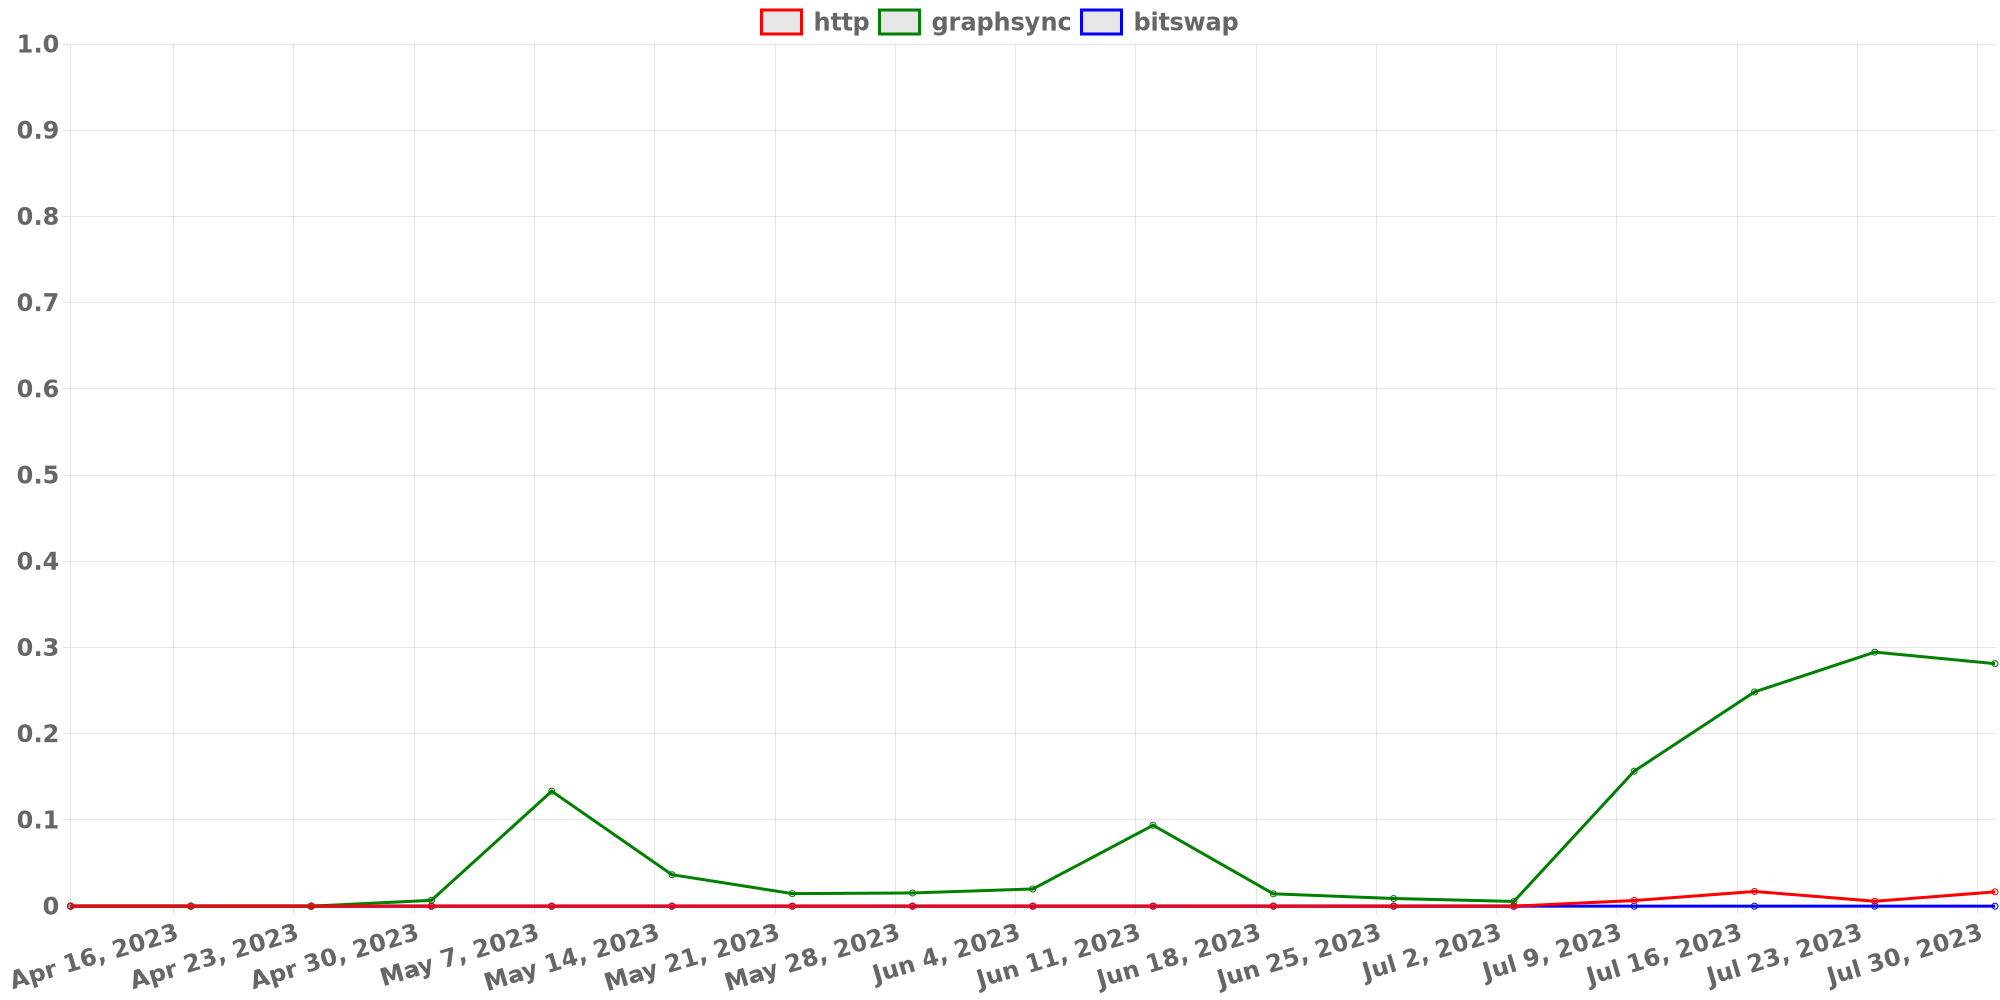 http graphsync bitswap
1.0
0.9
0.8
0.7
0.6
0.5
0.4
0.3
0.2
0.1
0
Apr 16, 2023
Apr 23, 2023
Apr 30, 2023
May 7, 2023
May 14, 2023
May 21, 2023
May 28, 2023
Jun 4, 2023
Jun 11, 2023
Jun 18, 2023
Jun 25, 2023
Jul 2, 2023
Jul 9, 2023
Jul 16, 2023
Jul 23, 2023
Jul 30, 2023